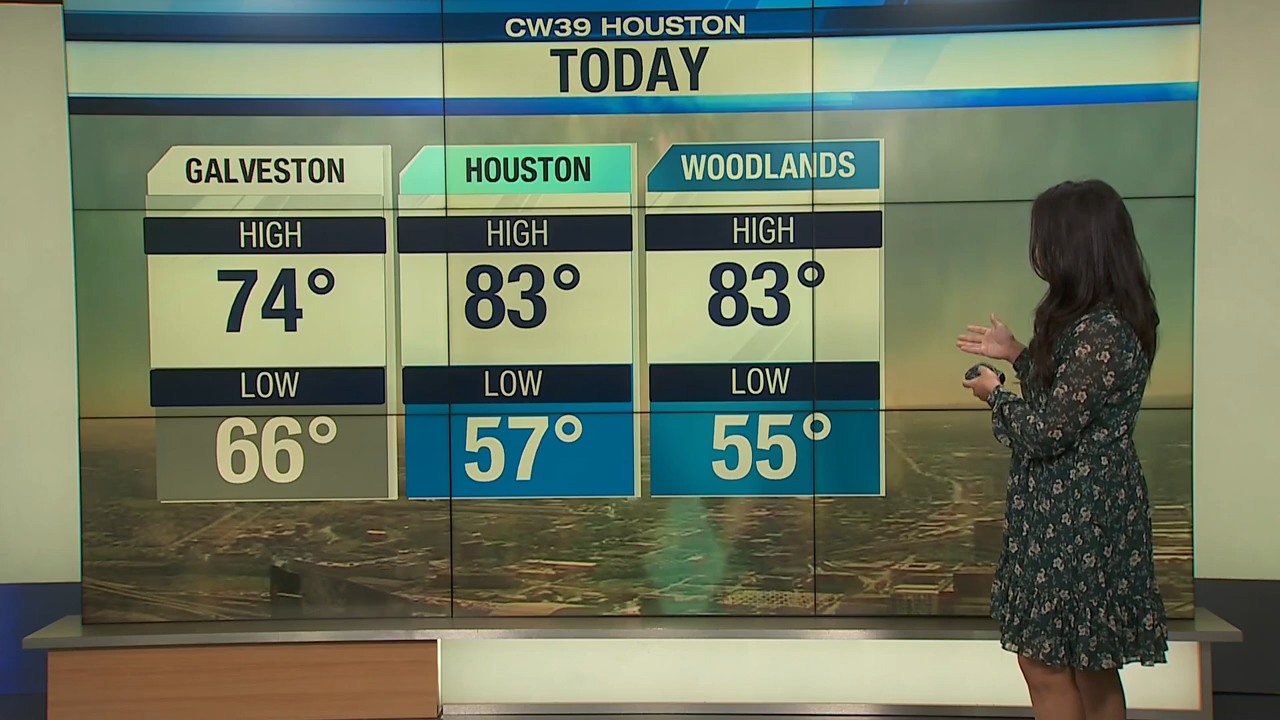 CW39 HOUSTON
TODAY
GALVESTON
HIGH
74°
LOW
66°
HOUSTON
HIGH
83°
LOW
57°
WOODLANDS
HIGH
83°
LOW
55°